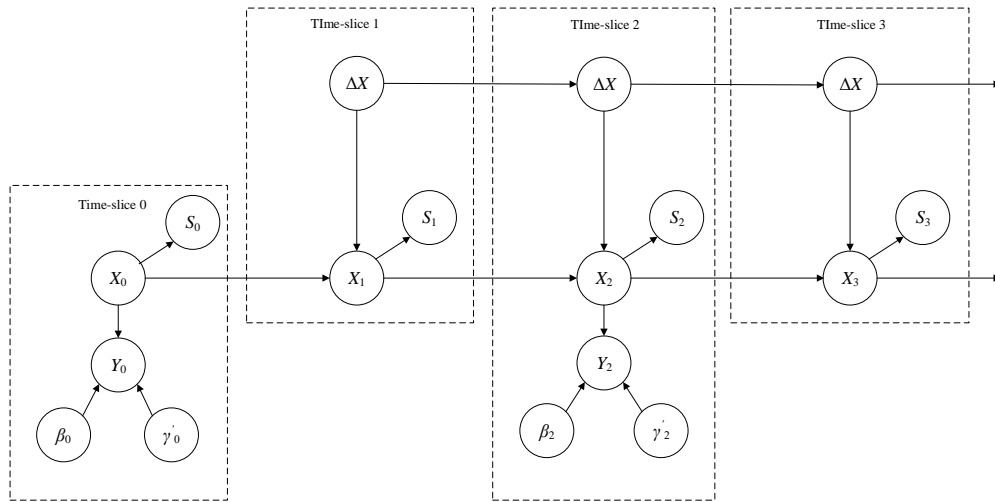 TIme-slice 1
TIme-slice 2
TIme-slice 3
ΔX
ΔX
ΔX
Time-slice 0
S₀
S₁
S₂
S₃
X₀
X₁
X₂
X₃
Y₀
Y₂
β₀
γ'₀
β₂
γ'₂